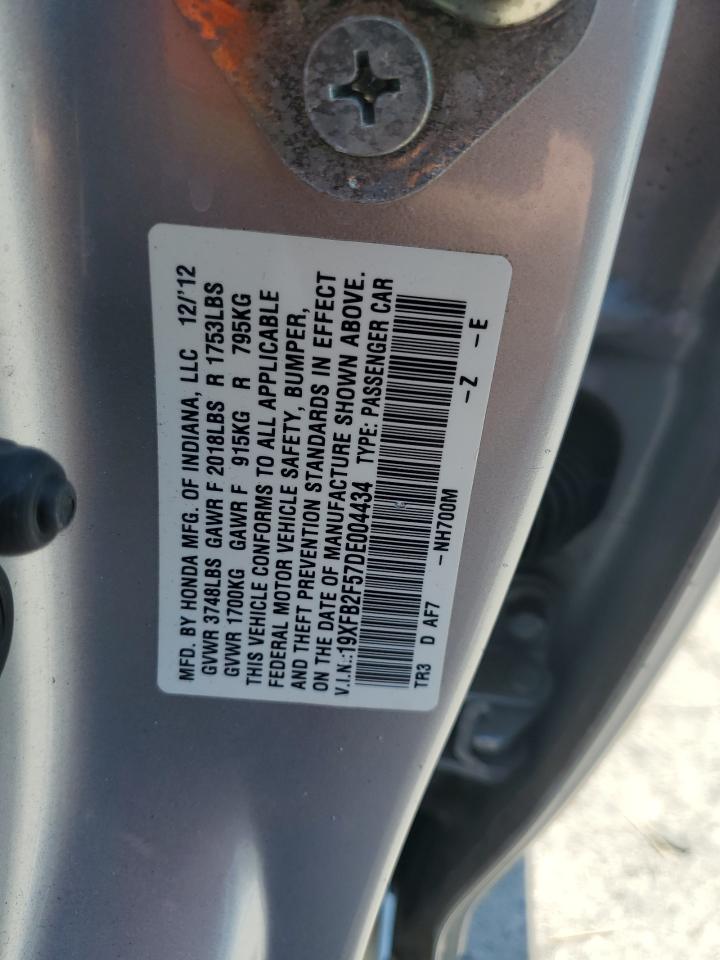 MFD. BY HONDA MFG. OF INDIANA, LLC 12/'12
GVWR 3748LBS GAWR F 2018LBS R 1753LBS
GVWR 1700KG GAWR F 915KG R 795KG
THIS VEHICLE CONFORMS TO ALL APPLICABLE
FEDERAL MOTOR VEHICLE SAFETY, BUMPER,
AND THEFT PREVENTION STANDARDS IN EFFECT
ON THE DATE OF MANUFACTURE SHOWN ABOVE.
V.I.N.:19XFB2F57DE004434 TYPE: PASSENGER CAR
TR3 D AF7 -NH700M -Z -E